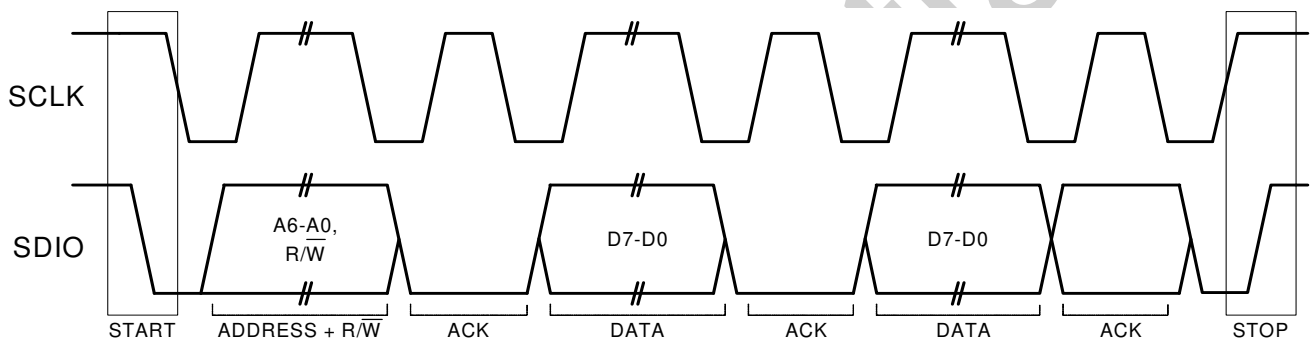 SCLK
SDIO
A6-A0,
R/W̅
D7-D0
D7-D0
START
ADDRESS + R/W̅
ACK
DATA
ACK
DATA
ACK
STOP